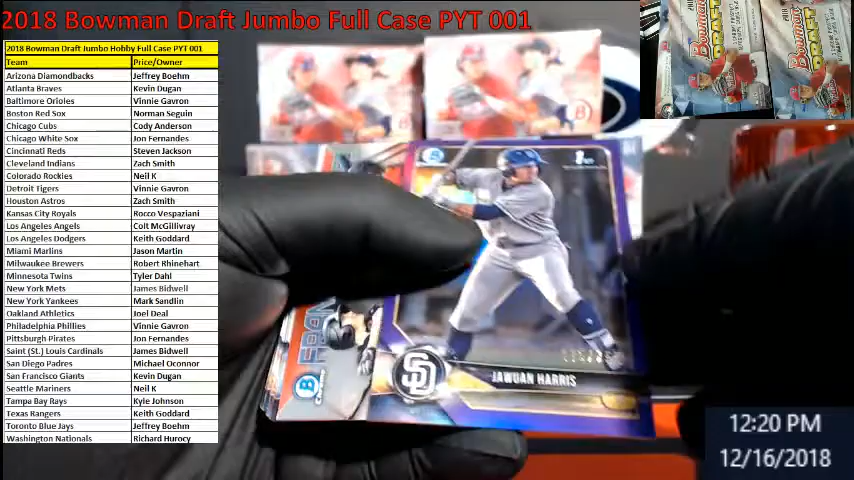 2018 Bowman Draft Jumbo Full Case PYT 001
2018 Bowman Draft Jumbo Hobby Full Case PYT 001
Team Price/Owner
Arizona Diamondbacks Jeffrey Boehm
Atlanta Braves Kevin Dugan
Baltimore Orioles Vinnie Gavron
Boston Red Sox Norman Seguin
Chicago Cubs Cody Anderson
Chicago White Sox Jon Fernandes
Cincinnati Reds Steven Jackson
Cleveland Indians Zach Smith
Colorado Rockies Neil K
Detroit Tigers Vinnie Gavron
Houston Astros Zach Smith
Kansas City Royals Rocco Vespaziani
Los Angeles Angels Colt McGillivray
Los Angeles Dodgers Keith Goddard
Miami Marlins Jason Martin
Milwaukee Brewers Robert Rhinehart
Minnesota Twins Tyler Dahl
New York Mets James Bidwell
New York Yankees Mark Sandlin
Oakland Athletics Joel Deal
Philadelphia Phillies Vinnie Gavron
Pittsburgh Pirates Jon Fernandes
Saint (St.) Louis Cardinals James Bidwell
San Diego Padres Michael Oconnor
San Francisco Giants Kevin Dugan
Seattle Mariners Neil K
Tampa Bay Rays Kyle Johnson
Texas Rangers Keith Goddard
Toronto Blue Jays Jeffrey Boehm
Washington Nationals Richard Hurocy
Bowman
DRAFT
Bowman
DRAFT
JAWUAN HARRIS
12:20 PM
12/16/2018